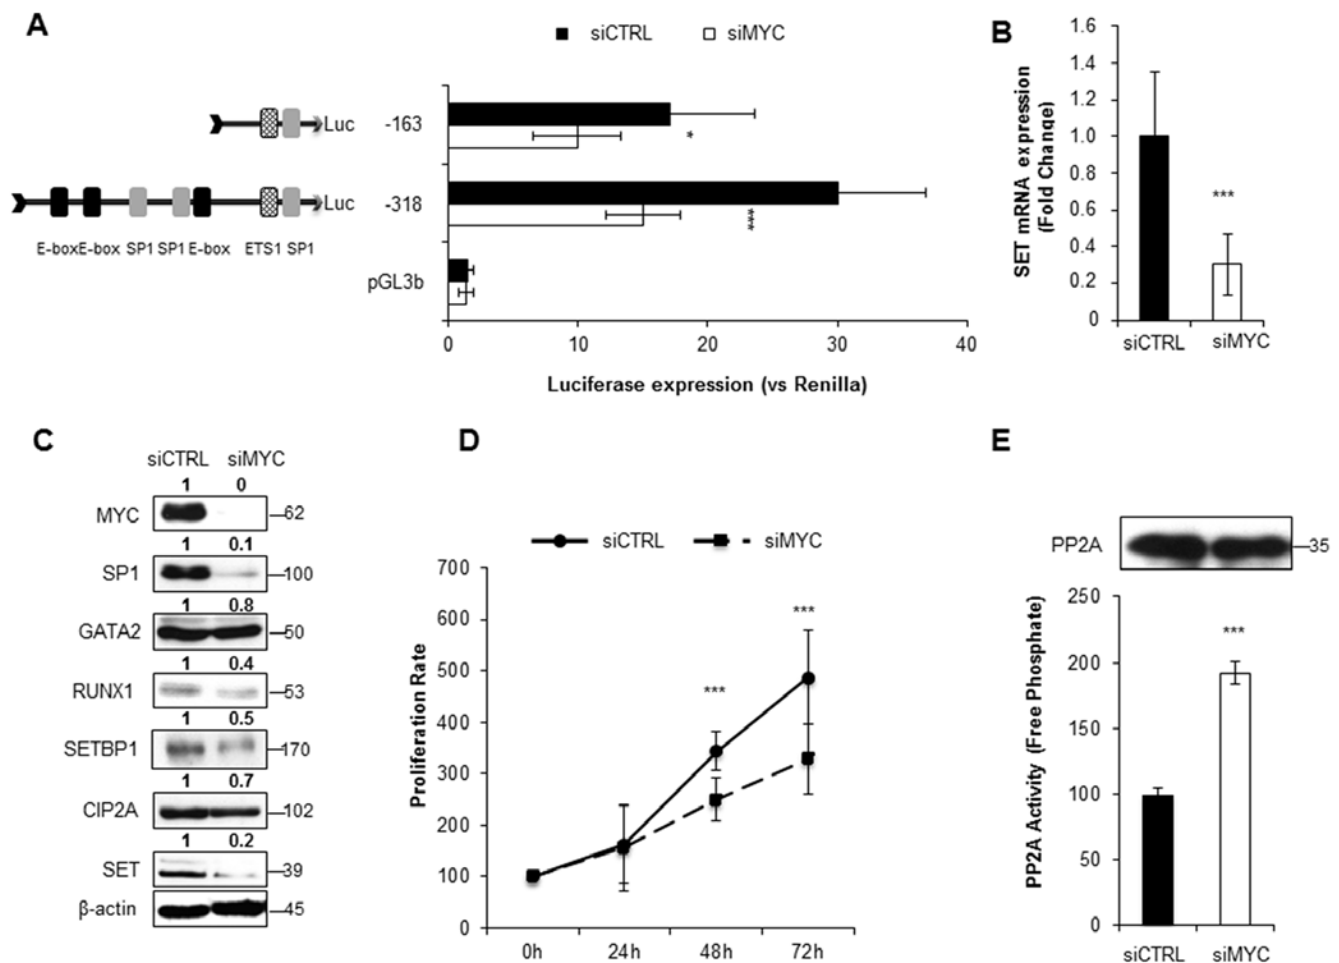 A
siCTRL siMYC
Luc
-163
*
Luc
-318
***
E-boxE-box SP1 SP1 E-box ETS1 SP1
pGL3b
0 10 20 30 40
Luciferase expression (vs Renilla)
B
SET mRNA expression
(Fold Change)
1.6
1.4
1.2
1.0
0.8
0.6
0.4
0.2
0
***
siCTRL siMYC
C
siCTRL siMYC
1 0
MYC 62
1 0.1
SP1 100
1 0.8
GATA2 50
1 0.4
RUNX1 53
1 0.5
SETBP1 170
1 0.7
CIP2A 102
1 0.2
SET 39
β-actin 45
D
siCTRL siMYC
Proliferation Rate
700
600
500
400
300
200
100
0
***
***
0h 24h 48h 72h
E
PP2A 35
PP2A Activity (Free Phosphate)
250
200
150
100
50
0
***
siCTRL siMYC